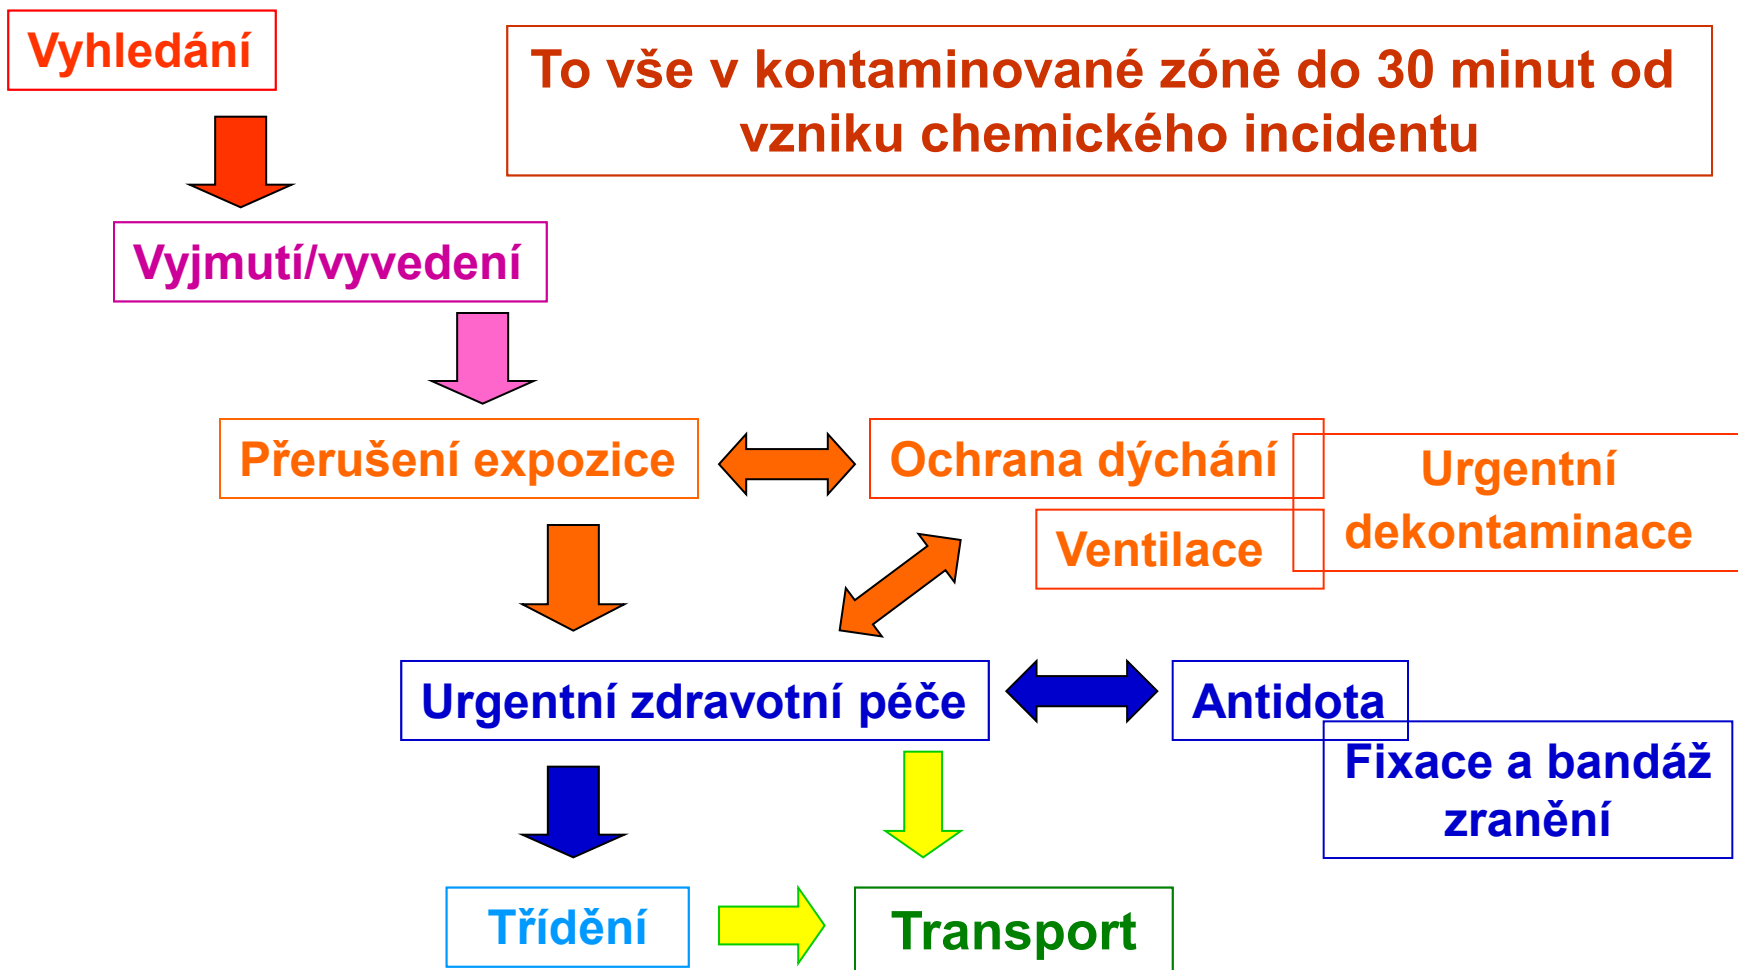 Vyhledání
To vše v kontaminované zóně do 30 minut od
vzniku chemického incidentu
Vyjmutí/vyvedení
Přerušení expozice
Ochrana dýchání
Urgentní
dekontaminace
Ventilace
Urgentní zdravotní péče
Antidota
Fixace a bandáž
zranění
Třídění
Transport